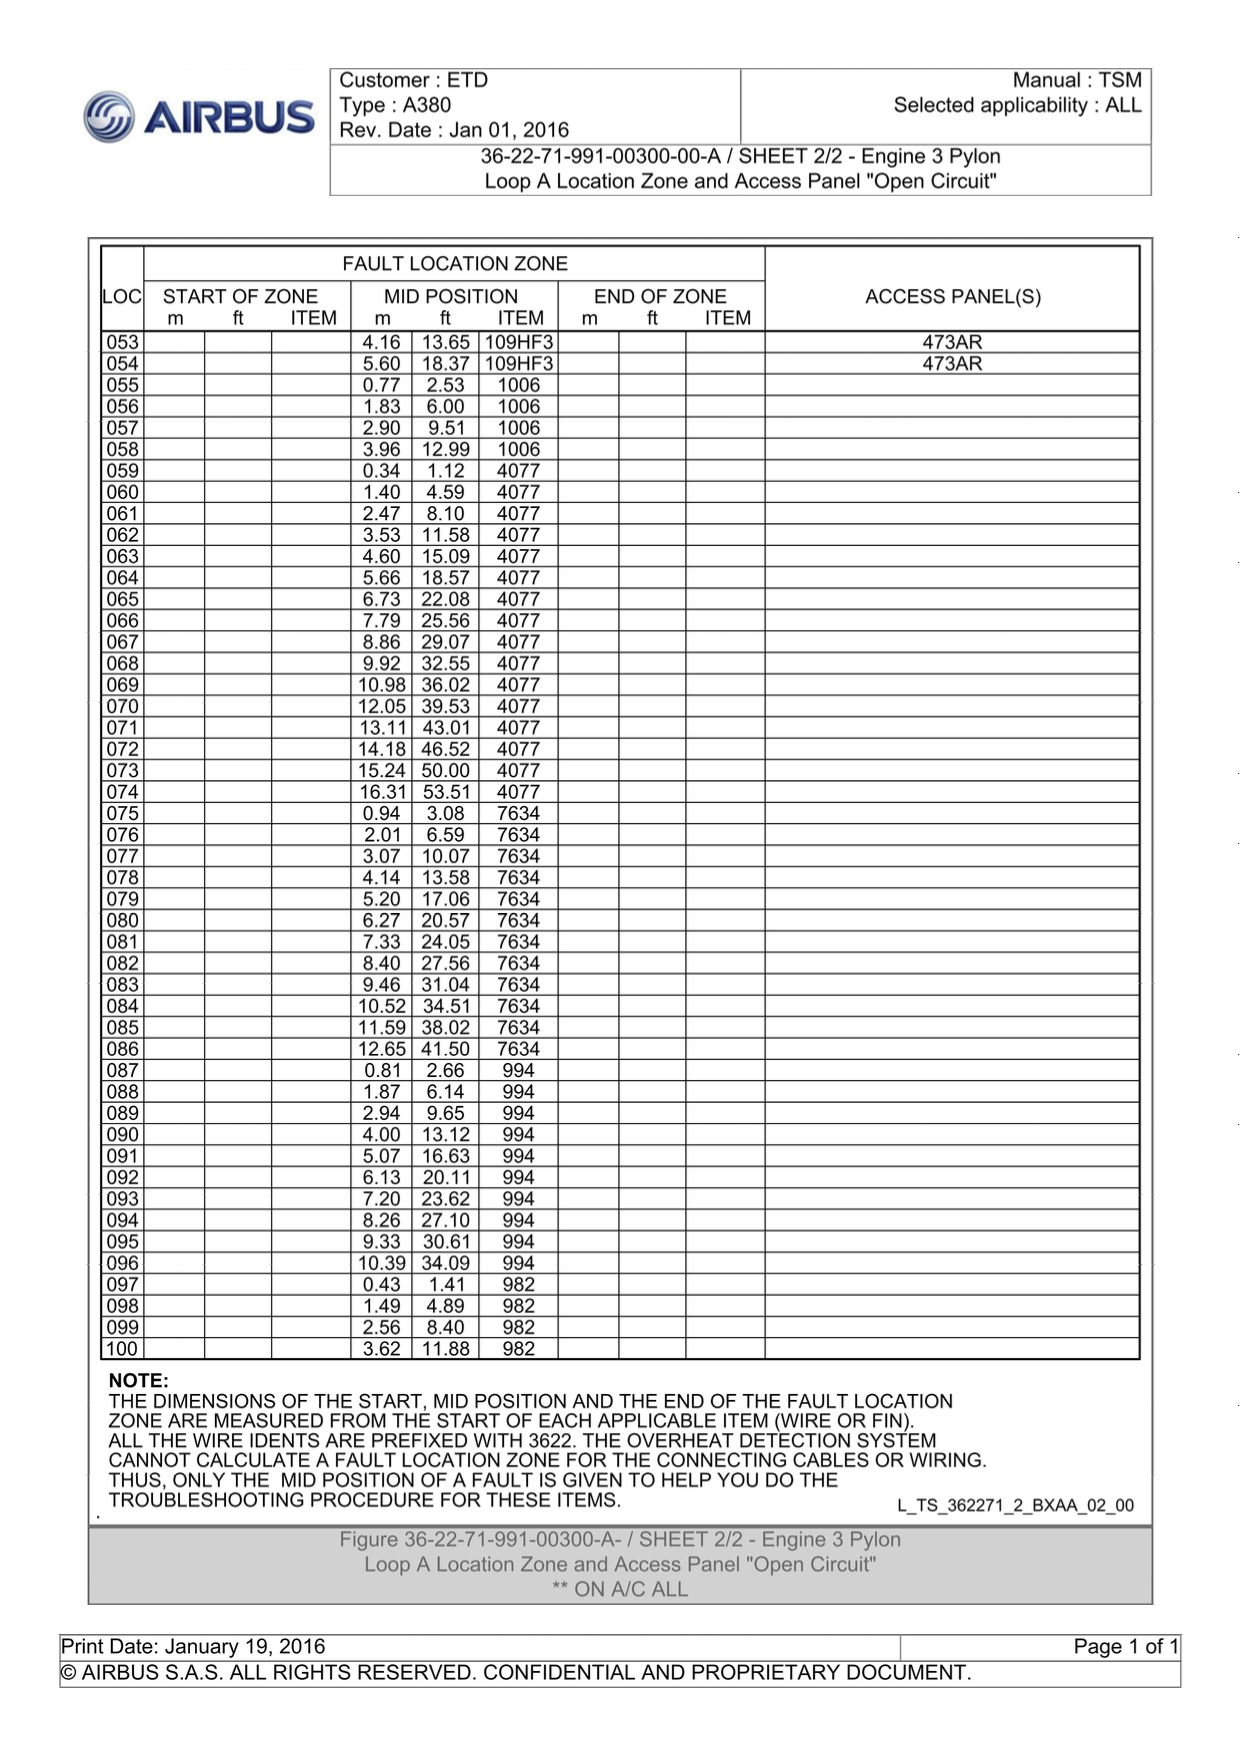 AIRBUS
Customer : ETD
Type : A380
Rev. Date : Jan 01, 2016
Manual : TSM
Selected applicability : ALL
36-22-71-991-00300-00-A / SHEET 2/2 - Engine 3 Pylon
Loop A Location Zone and Access Panel "Open Circuit"
FAULT LOCATION ZONE
LOC START OF ZONE MID POSITION END OF ZONE ACCESS PANEL(S)
m ft ITEM m ft ITEM m ft ITEM
053 4.16 13.65 109HF3 473AR
054 5.60 18.37 109HF3 473AR
055 0.77 2.53 1006
056 1.83 6.00 1006
057 2.90 9.51 1006
058 3.96 12.99 1006
059 0.34 1.12 4077
060 1.40 4.59 4077
061 2.47 8.10 4077
062 3.53 11.58 4077
063 4.60 15.09 4077
064 5.66 18.57 4077
065 6.73 22.08 4077
066 7.79 25.56 4077
067 8.86 29.07 4077
068 9.92 32.55 4077
069 10.98 36.02 4077
070 12.05 39.53 4077
071 13.11 43.01 4077
072 14.18 46.52 4077
073 15.24 50.00 4077
074 16.31 53.51 4077
075 0.94 3.08 7634
076 2.01 6.59 7634
077 3.07 10.07 7634
078 4.14 13.58 7634
079 5.20 17.06 7634
080 6.27 20.57 7634
081 7.33 24.05 7634
082 8.40 27.56 7634
083 9.46 31.04 7634
084 10.52 34.51 7634
085 11.59 38.02 7634
086 12.65 41.50 7634
087 0.81 2.66 994
088 1.87 6.14 994
089 2.94 9.65 994
090 4.00 13.12 994
091 5.07 16.63 994
092 6.13 20.11 994
093 7.20 23.62 994
094 8.26 27.10 994
095 9.33 30.61 994
096 10.39 34.09 994
097 0.43 1.41 982
098 1.49 4.89 982
099 2.56 8.40 982
100 3.62 11.88 982
NOTE:
THE DIMENSIONS OF THE START, MID POSITION AND THE END OF THE FAULT LOCATION
ZONE ARE MEASURED FROM THE START OF EACH APPLICABLE ITEM (WIRE OR FIN).
ALL THE WIRE IDENTS ARE PREFIXED WITH 3622. THE OVERHEAT DETECTION SYSTEM
CANNOT CALCULATE A FAULT LOCATION ZONE FOR THE CONNECTING CABLES OR WIRING.
THUS, ONLY THE MID POSITION OF A FAULT IS GIVEN TO HELP YOU DO THE
TROUBLESHOOTING PROCEDURE FOR THESE ITEMS.
L_TS_362271_2_BXAA_02_00
Figure 36-22-71-991-00300-A- / SHEET 2/2 - Engine 3 Pylon
Loop A Location Zone and Access Panel "Open Circuit"
** ON A/C ALL
Print Date: January 19, 2016
Page 1 of 1
© AIRBUS S.A.S. ALL RIGHTS RESERVED. CONFIDENTIAL AND PROPRIETARY DOCUMENT.